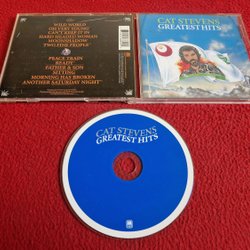 WILD WORLD
OH VERY YOUNG
CAN'T KEEP IT IN
HARD HEADED WOMAN
MOONSHADOW
TWO FINE PEOPLE
PEACE TRAIN
READY
FATHER & SON
SITTING
MORNING HAS BROKEN
ANOTHER SATURDAY NIGHT
CAT STEVENS
GREATEST HITS
CAT STEVENS
GREATEST HITS